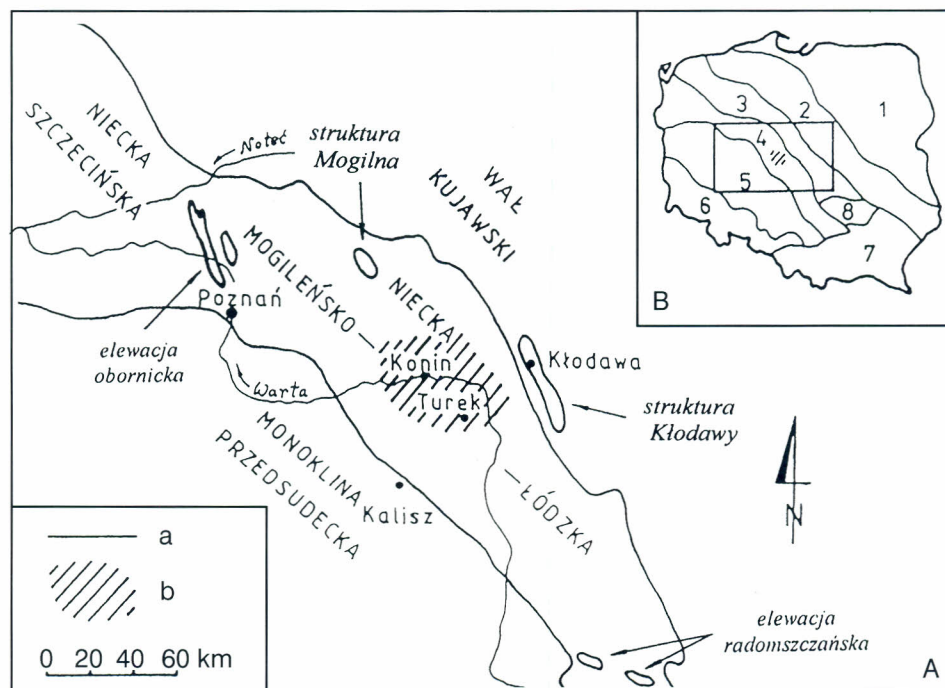 NIECKA
SZCZECIŃSKA
Noteć
struktura
Mogilna
WAŁ
KUJAWSKI
MOGILEŃSKO –
NIECKA
Poznań
elewacja
obornicka
Warta
Konin
Turek
Kłodawa
struktura
Kłodawy
MONOKLINA
PRZEDSUDECKA
Kalisz
– ŁÓDZKA
N
elewacja
radomszczańska
A
a
b
0 20 40 60 km
1
2
3
4
5
6
7
8
B